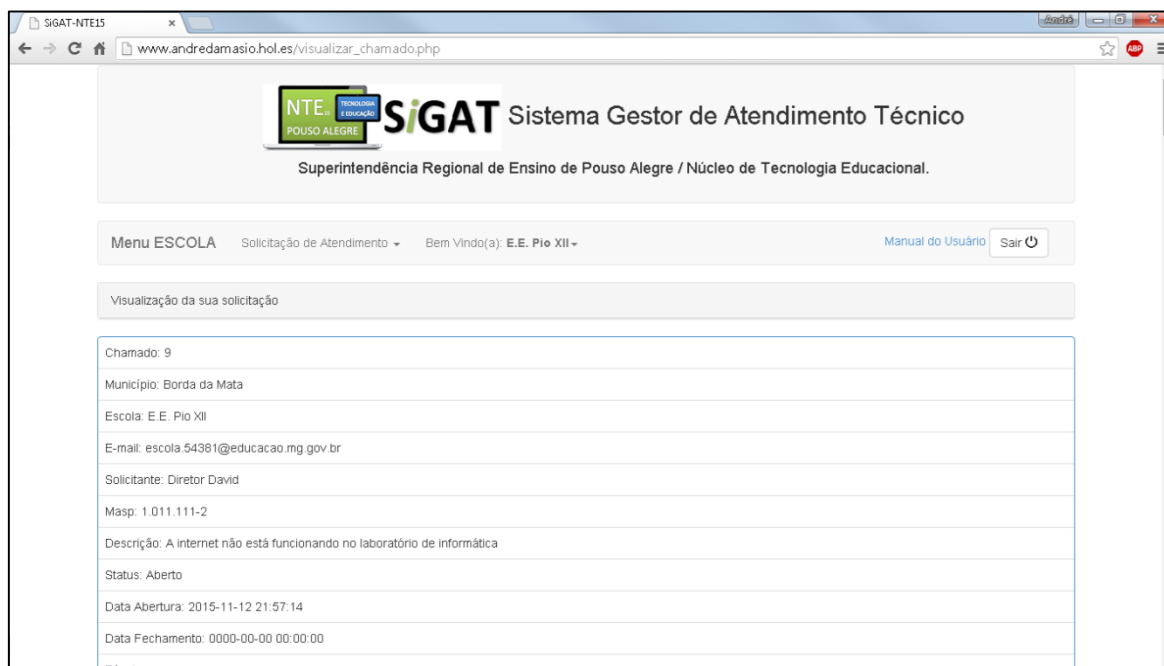 SiGAT-NTE15
André
www.andredamasio.hol.es/visualizar_chamado.php
ABP
NTE15 TECNOLOGIA E EDUCAÇÃO
POUSO ALEGRE
SiGAT Sistema Gestor de Atendimento Técnico
Superintendência Regional de Ensino de Pouso Alegre / Núcleo de Tecnologia Educacional.
Menu ESCOLA Solicitação de Atendimento Bem Vindo(a): E.E. Pio XII Manual do Usuário Sair
Visualização da sua solicitação
Chamado: 9
Município: Borda da Mata
Escola: E.E. Pio XII
E-mail: escola.54381@educacao.mg.gov.br
Solicitante: Diretor David
Masp: 1.011.111-2
Descrição: A internet não está funcionando no laboratório de informática
Status: Aberto
Data Abertura: 2015-11-12 21:57:14
Data Fechamento: 0000-00-00 00:00:00